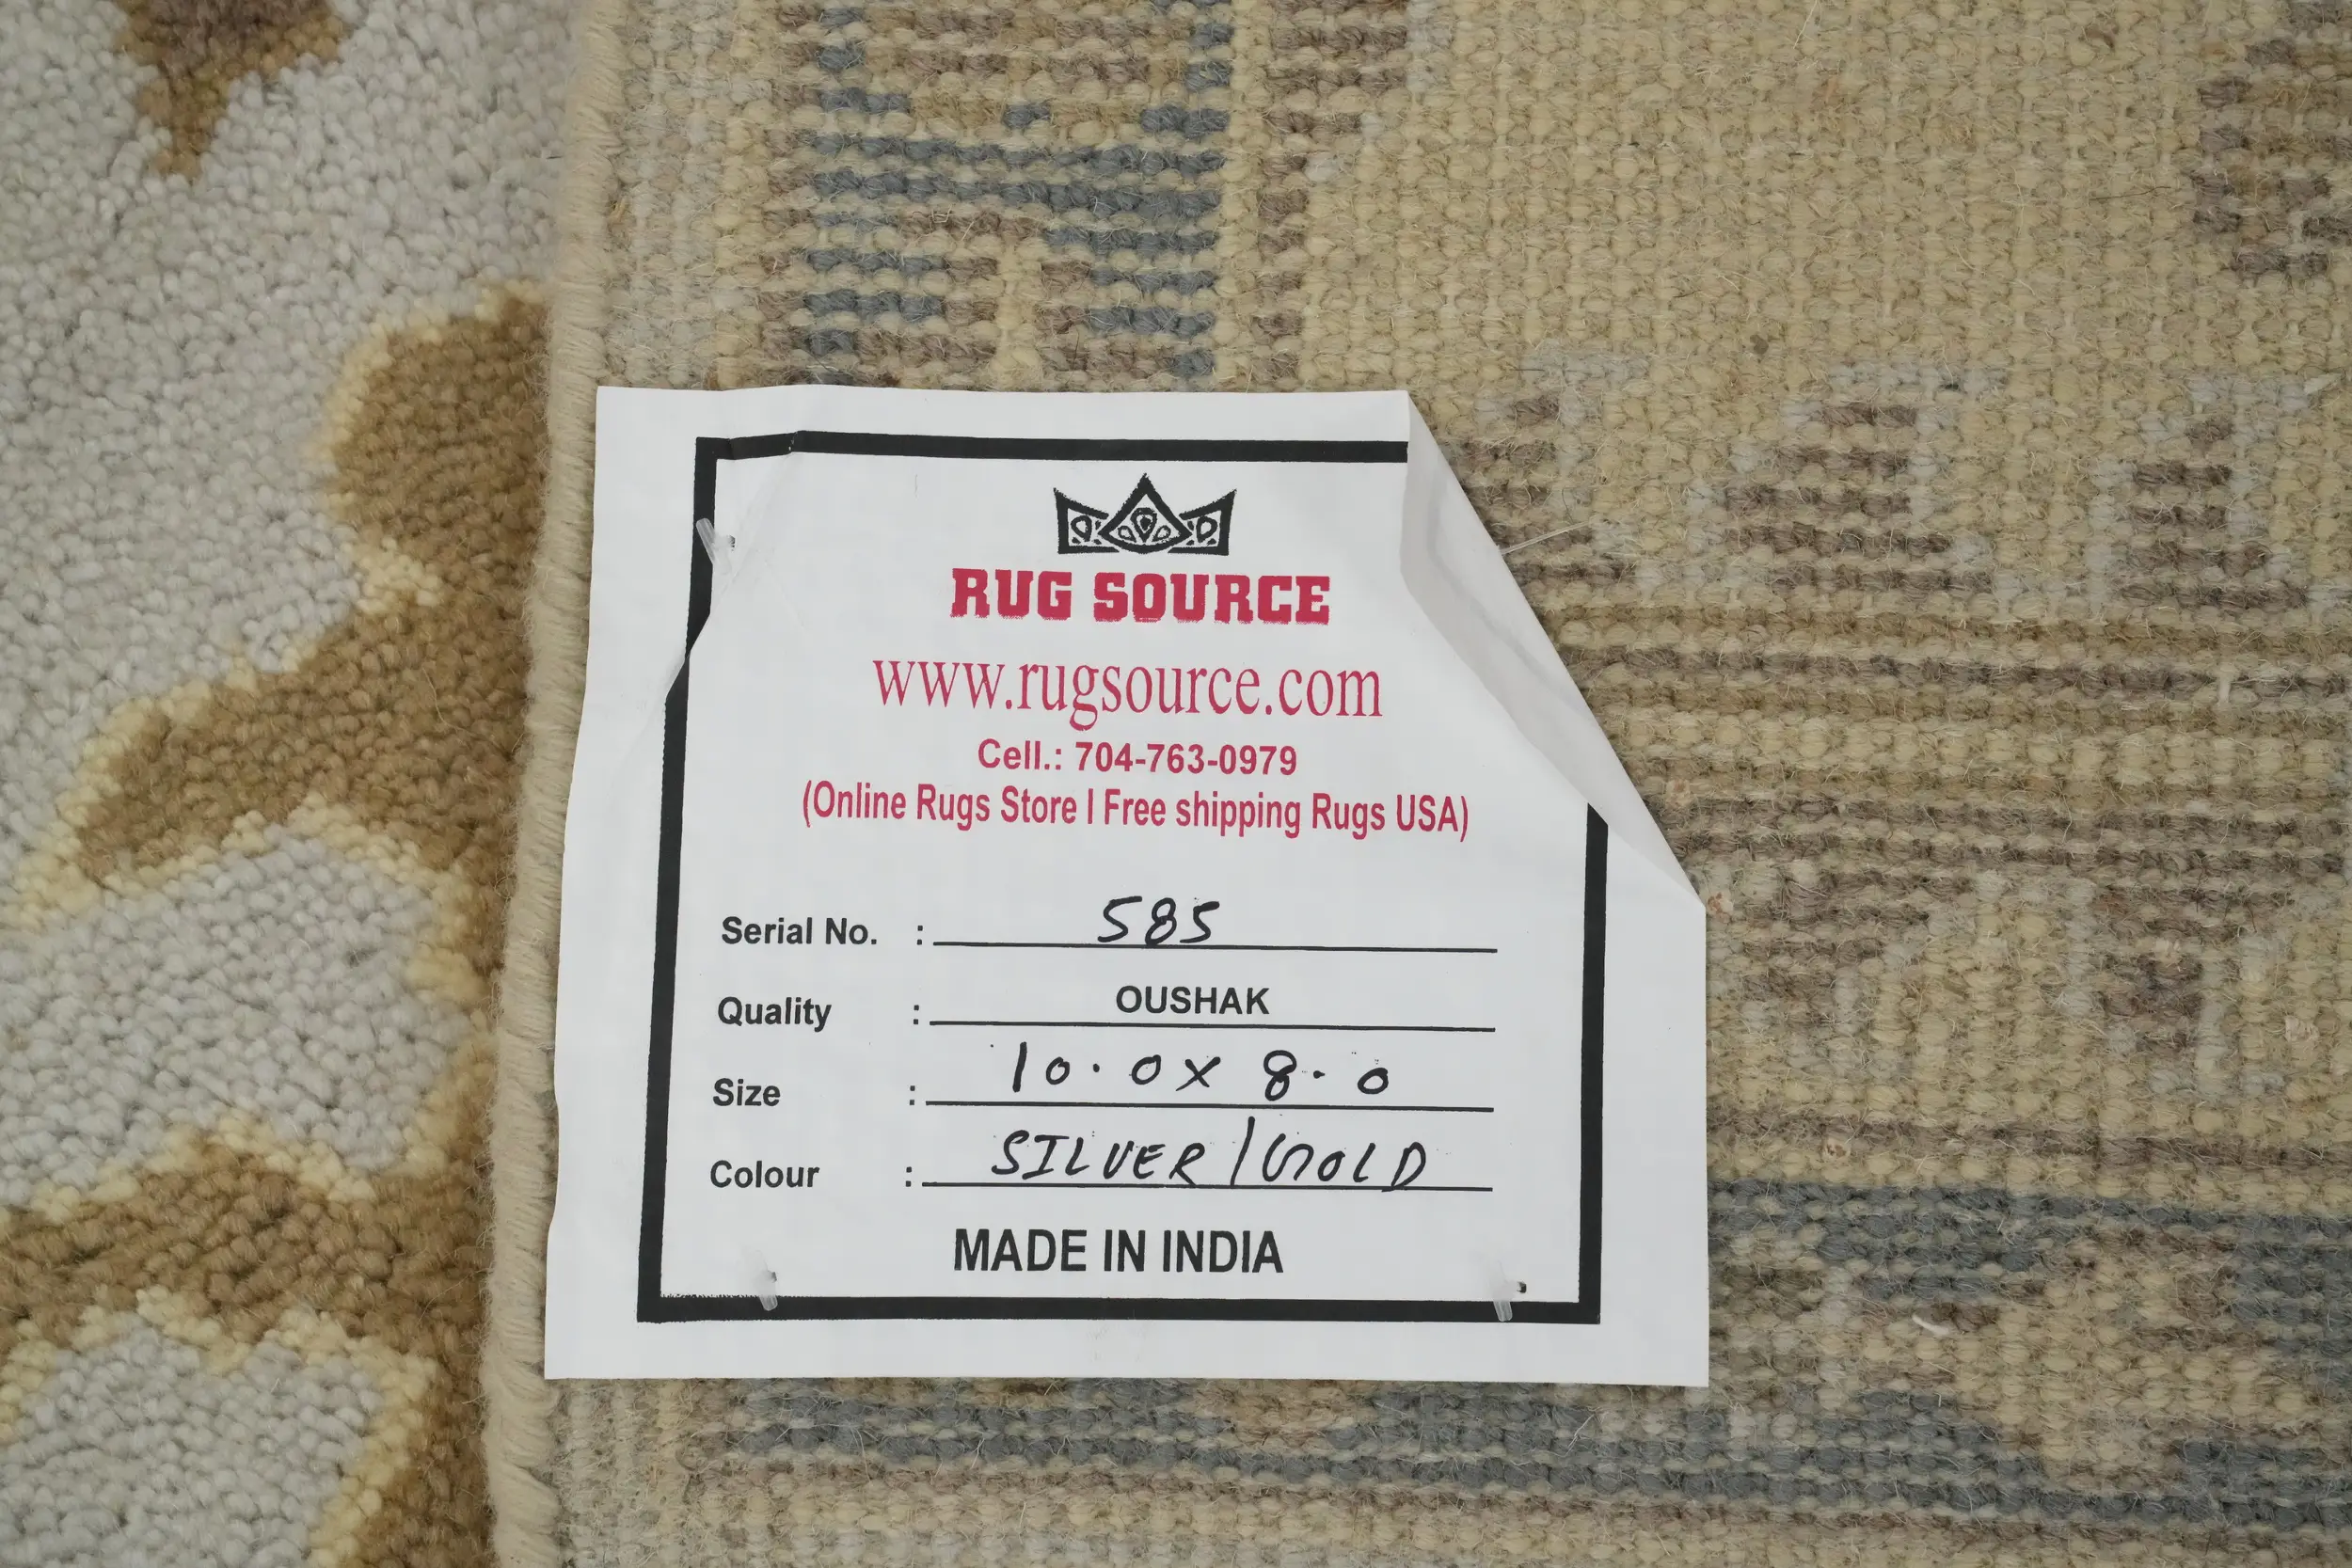 RUG SOURCE
www.rugsource.com
Cell.: 704-763-0979
(Online Rugs Store | Free shipping Rugs USA)
Serial No. : 585
Quality : OUSHAK
Size : 10.0 x 8.0
Colour : SILVER/GOLD
MADE IN INDIA